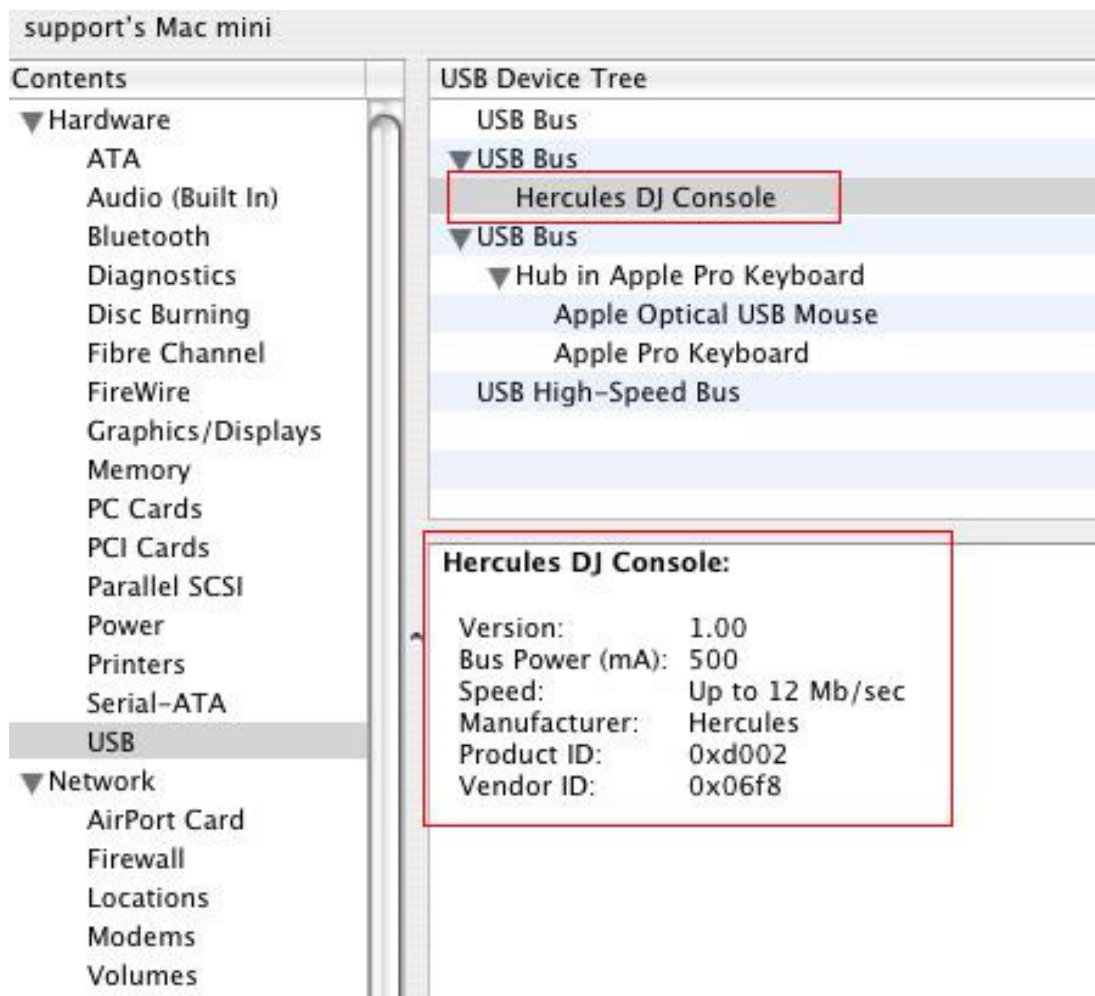 support's Mac mini
Contents
Hardware
ATA
Audio (Built In)
Bluetooth
Diagnostics
Disc Burning
Fibre Channel
FireWire
Graphics/Displays
Memory
PC Cards
PCI Cards
Parallel SCSI
Power
Printers
Serial-ATA
USB
Network
AirPort Card
Firewall
Locations
Modems
Volumes
USB Device Tree
USB Bus
USB Bus
Hercules DJ Console
USB Bus
Hub in Apple Pro Keyboard
Apple Optical USB Mouse
Apple Pro Keyboard
USB High-Speed Bus
Hercules DJ Console:
Version: 1.00
Bus Power (mA): 500
Speed: Up to 12 Mb/sec
Manufacturer: Hercules
Product ID: 0xd002
Vendor ID: 0x06f8